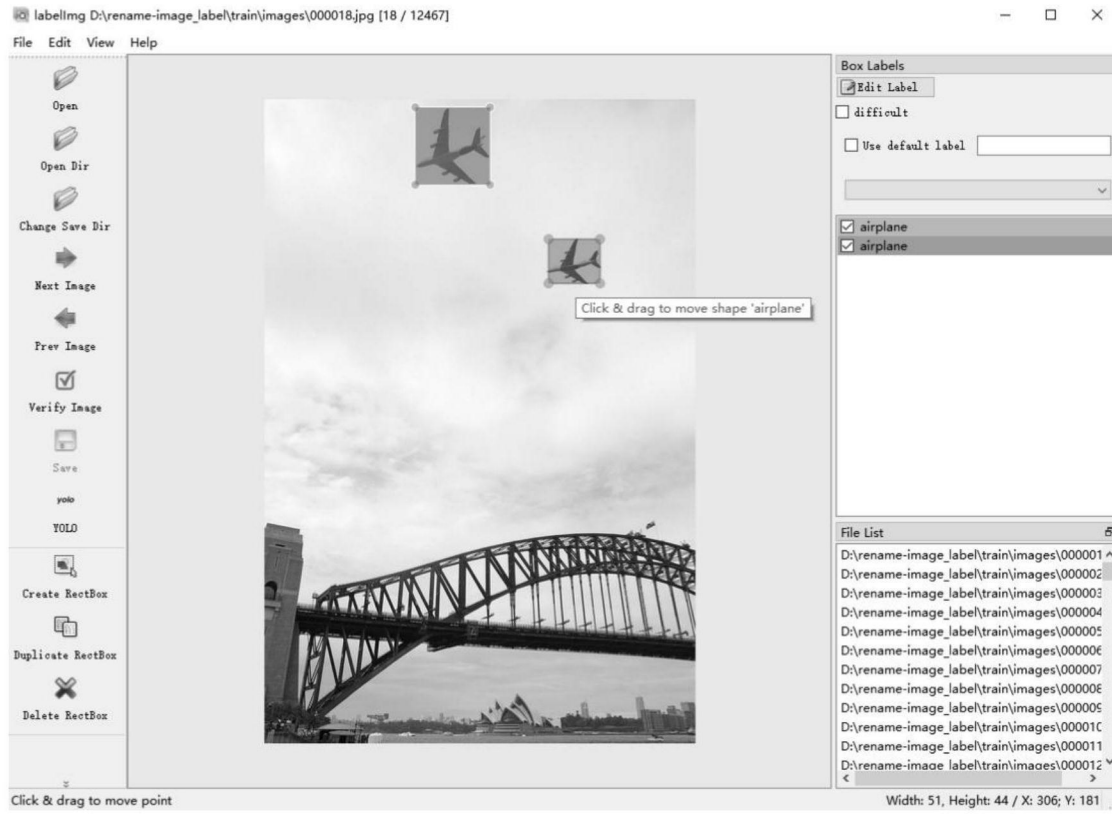 labelImg D:\rename-image_label\train\images\000018.jpg [18 / 12467]
File Edit View Help
Open
Open Dir
Change Save Dir
Next Image
Prev Image
Verify Image
Save
yolo
YOLO
Create RectBox
Duplicate RectBox
Delete RectBox
Click & drag to move shape 'airplane'
Box Labels
Edit Label
difficult
Use default label
airplane
airplane
File List
D:\rename-image_label\train\images\000001
D:\rename-image_label\train\images\000002
D:\rename-image_label\train\images\000003
D:\rename-image_label\train\images\000004
D:\rename-image_label\train\images\000005
D:\rename-image_label\train\images\000006
D:\rename-image_label\train\images\000007
D:\rename-image_label\train\images\000008
D:\rename-image_label\train\images\000009
D:\rename-image_label\train\images\000010
D:\rename-image_label\train\images\000011
D:\rename-image_label\train\images\000012
Click & drag to move point
Width: 51, Height: 44 / X: 306; Y: 181